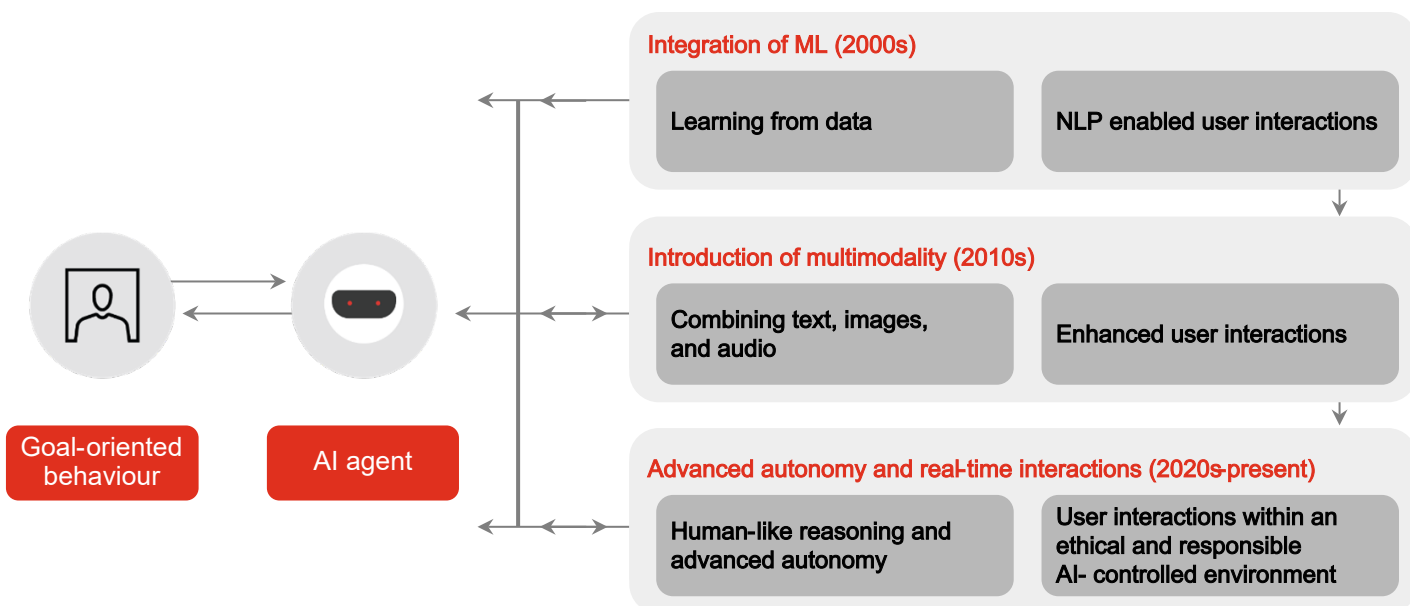 Integration of ML (2000s)
Learning from data
NLP enabled user interactions
Introduction of multimodality (2010s)
Combining text, images,
and audio
Enhanced user interactions
Goal-oriented
behaviour
AI agent
Advanced autonomy and real-time interactions (2020s-present)
Human-like reasoning and
advanced autonomy
User interactions within an
ethical and responsible
AI- controlled environment